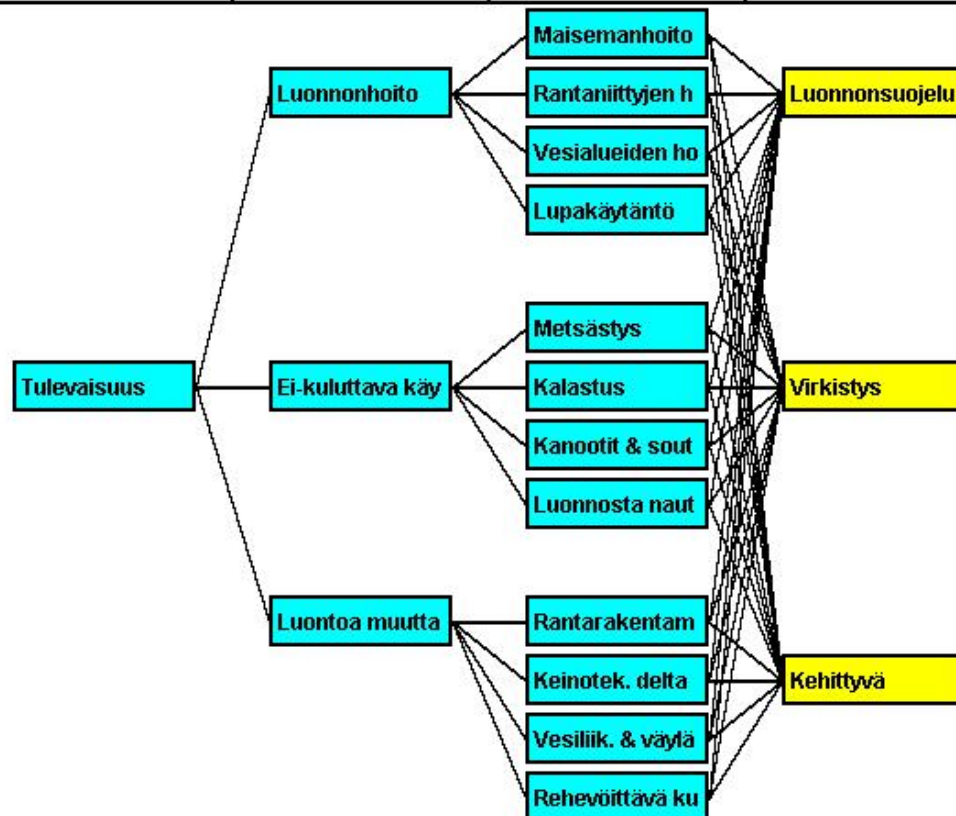 Tulevaisuus
Luonnonhoito
Ei-kuluttava käy
Luontoa muutta
Maisemanhoito
Rantaniittyjen h
Vesialueiden ho
Lupakäytäntö
Metsästys
Kalastus
Kanootit & sout
Luonnosta naut
Rantarakentam
Keinotek. delta
Vesiliik. & väylä
Rehevöittävä ku
Luonnonsuojelu
Virkistys
Kehittyvä